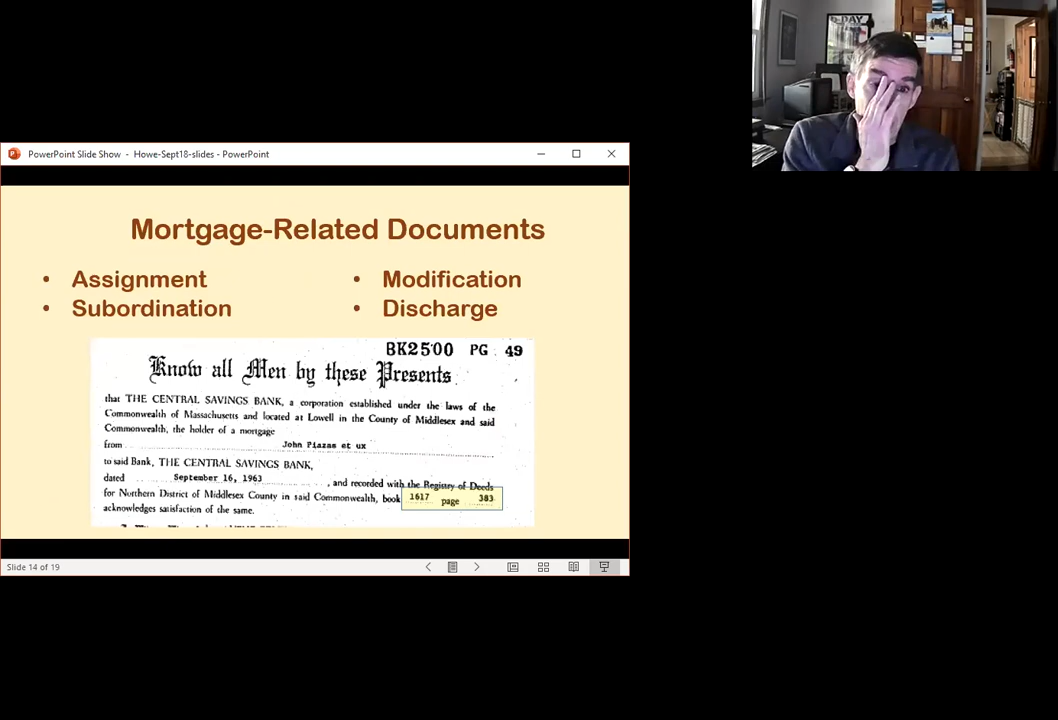 DAY
PowerPoint Slide Show - Howe-Sept18-slides - PowerPoint
Mortgage-Related Documents
• Assignment
• Subordination
• Modification
• Discharge
BK2500 PG 49
Know all Men by these Presents
that THE CENTRAL SAVINGS BANK, a corporation established under the laws of the
Commonwealth of Massachusetts and located at Lowell in the County of Middlesex and said
Commonwealth, the holder of a mortgage
from John Plazas et ux
to said Bank, THE CENTRAL SAVINGS BANK,
dated September 16, 1963 , and recorded with the Registry of Deeds
for Northern District of Middlesex County in said Commonwealth, book 1617 page 383
acknowledges satisfaction of the same.
Slide 14 of 19